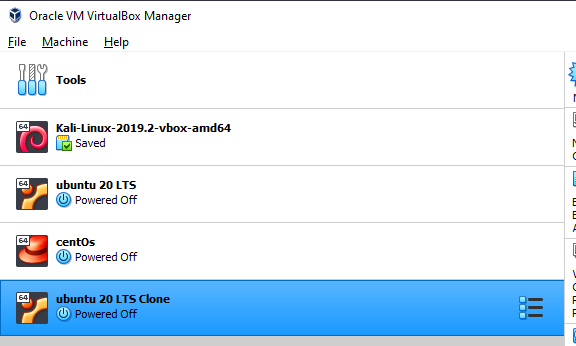 Oracle VM VirtualBox Manager
File Machine Help
Tools
64
Kali-Linux-2019.2-vbox-amd64
Saved
64
ubuntu 20 LTS
Powered Off
64
centOs
Powered Off
64
ubuntu 20 LTS Clone
Powered Off